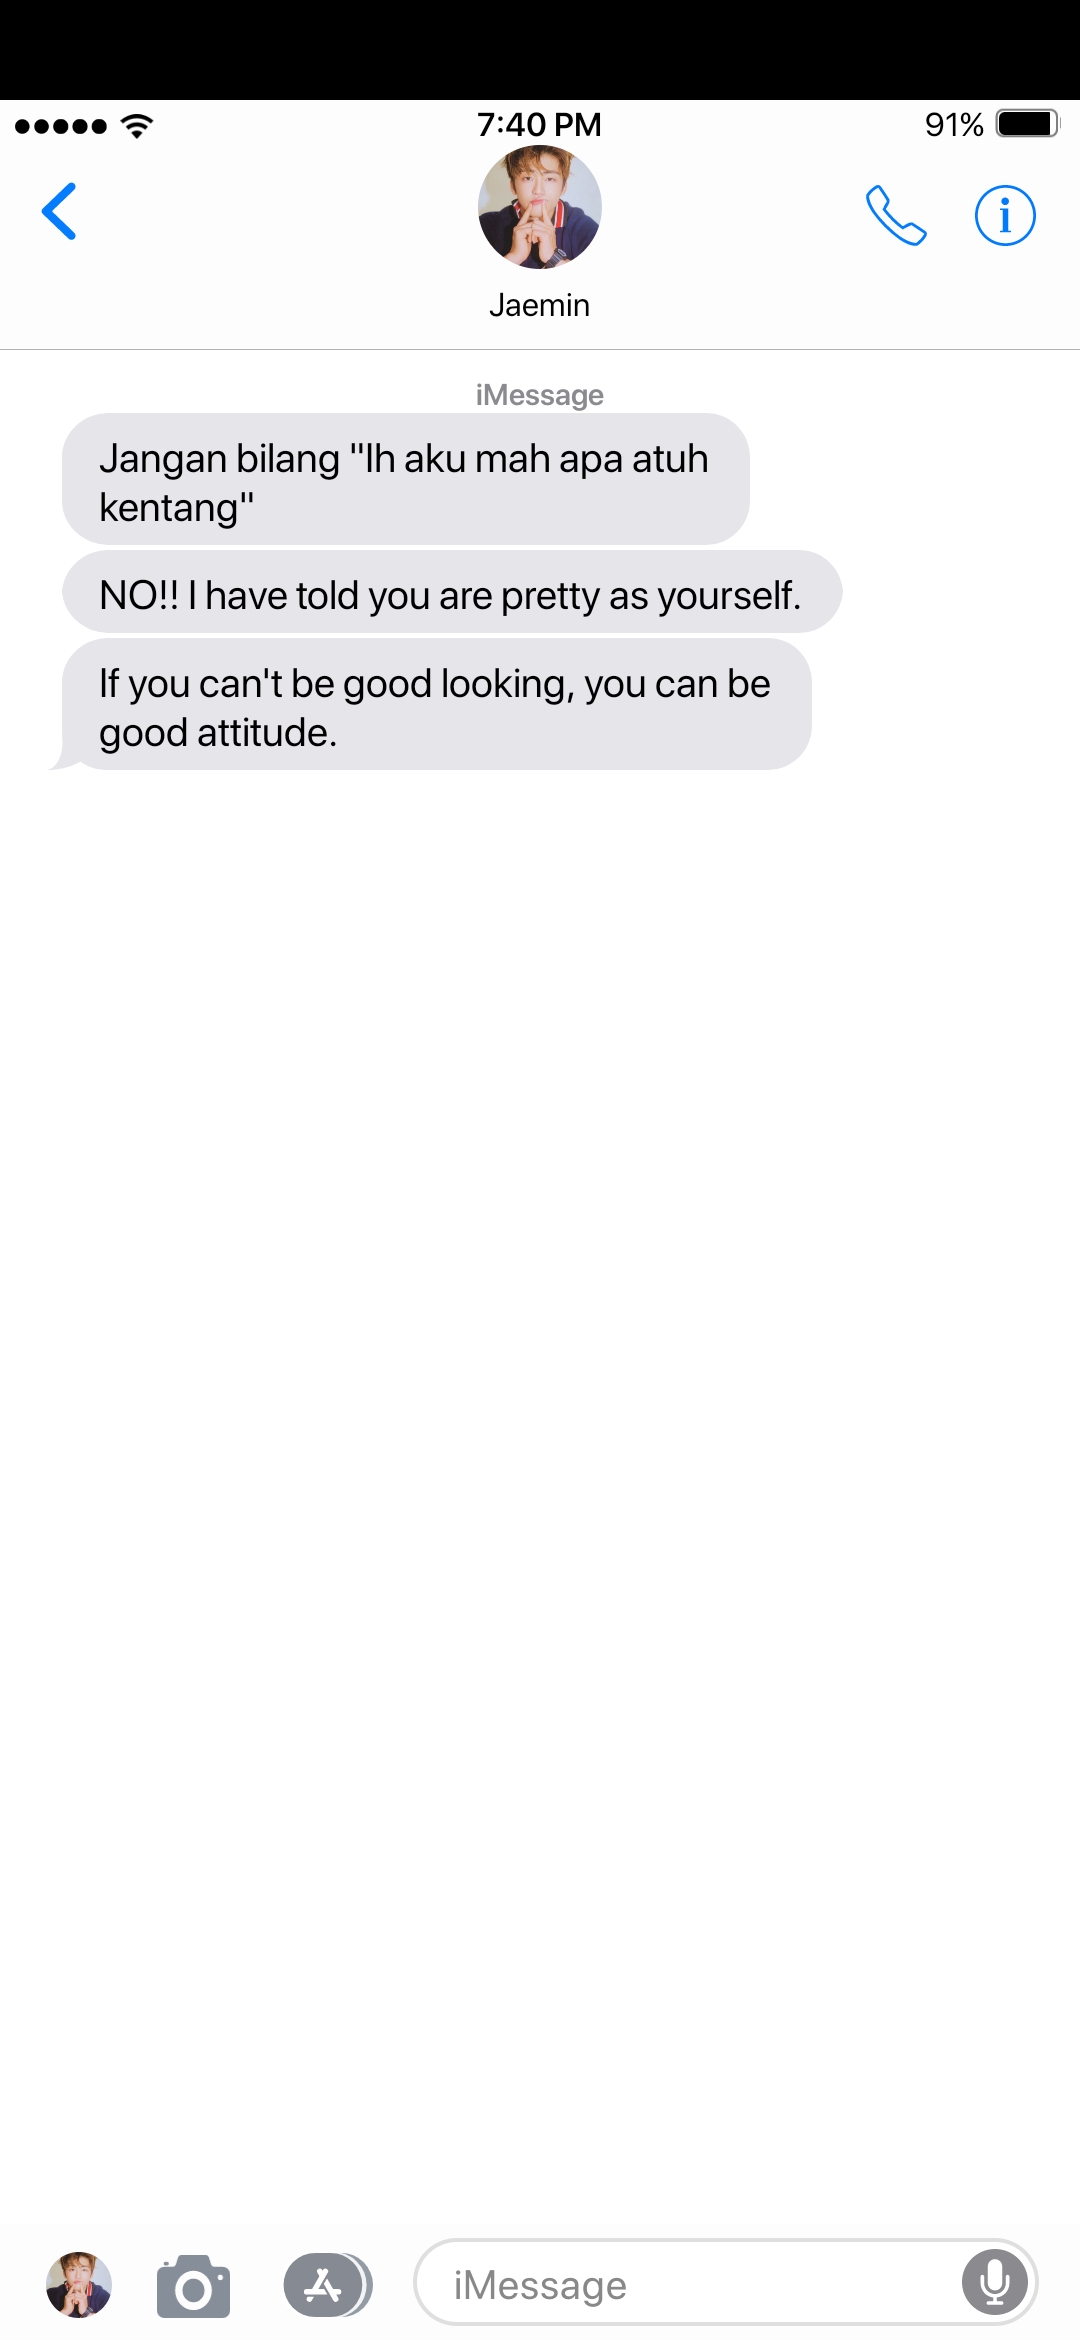 7:40 PM
91%
Jaemin
iMessage
Jangan bilang "Ih aku mah apa atuh
kentang"
NO!! I have told you are pretty as yourself.
If you can't be good looking, you can be
good attitude.
iMessage